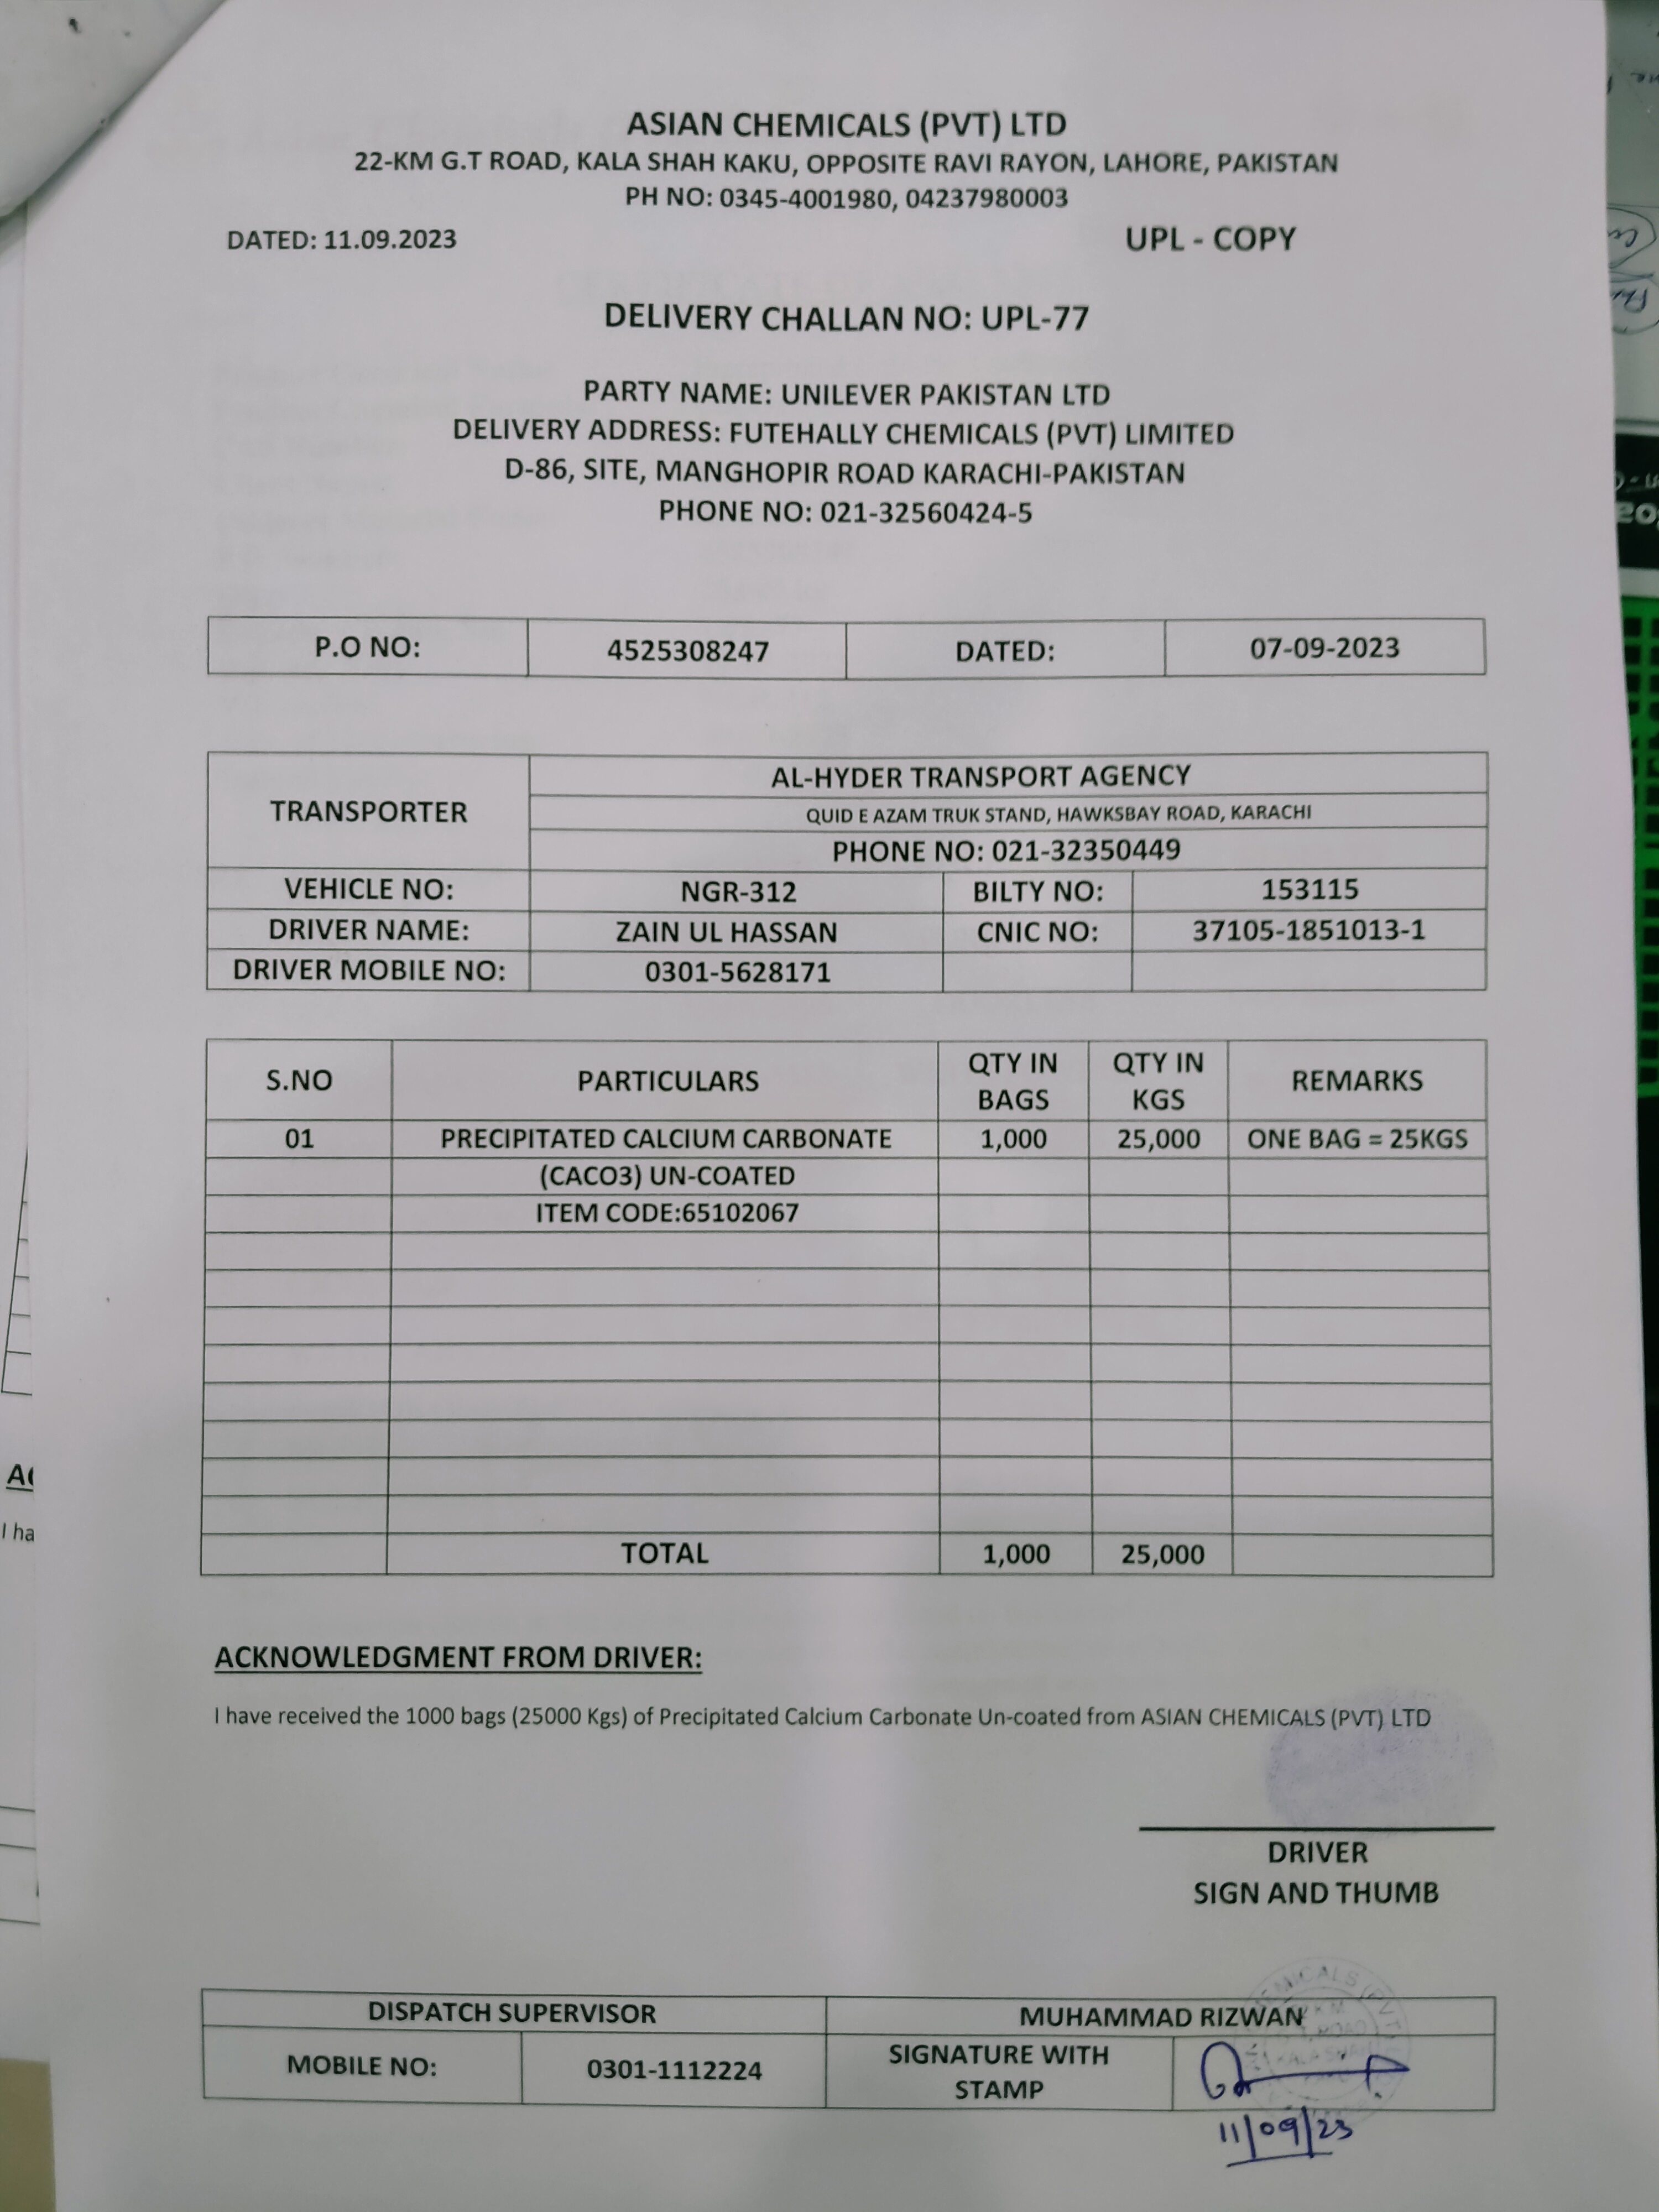 ASIAN CHEMICALS (PVT) LTD
22-KM G.T ROAD, KALA SHAH KAKU, OPPOSITE RAVI RAYON, LAHORE, PAKISTAN
PH NO: 0345-4001980, 04237980003
DATED: 11.09.2023 UPL - COPY
DELIVERY CHALLAN NO: UPL-77
PARTY NAME: UNILEVER PAKISTAN LTD
DELIVERY ADDRESS: FUTEHALLY CHEMICALS (PVT) LIMITED
D-86, SITE, MANGHOPIR ROAD KARACHI-PAKISTAN
PHONE NO: 021-32560424-5
P.O NO: 4525308247 DATED: 07-09-2023
TRANSPORTER
AL-HYDER TRANSPORT AGENCY
QUID E AZAM TRUK STAND, HAWKSBAY ROAD, KARACHI
PHONE NO: 021-32350449
VEHICLE NO: NGR-312 BILTY NO: 153115
DRIVER NAME: ZAIN UL HASSAN CNIC NO: 37105-1851013-1
DRIVER MOBILE NO: 0301-5628171
S.NO PARTICULARS QTY IN BAGS QTY IN KGS REMARKS
01 PRECIPITATED CALCIUM CARBONATE 1,000 25,000 ONE BAG = 25KGS
(CACO3) UN-COATED
ITEM CODE:65102067
TOTAL 1,000 25,000
ACKNOWLEDGMENT FROM DRIVER:
I have received the 1000 bags (25000 Kgs) of Precipitated Calcium Carbonate Un-coated from ASIAN CHEMICALS (PVT) LTD
DRIVER
SIGN AND THUMB
DISPATCH SUPERVISOR MUHAMMAD RIZWAN
MOBILE NO: 0301-1112224 SIGNATURE WITH STAMP
11/09/23